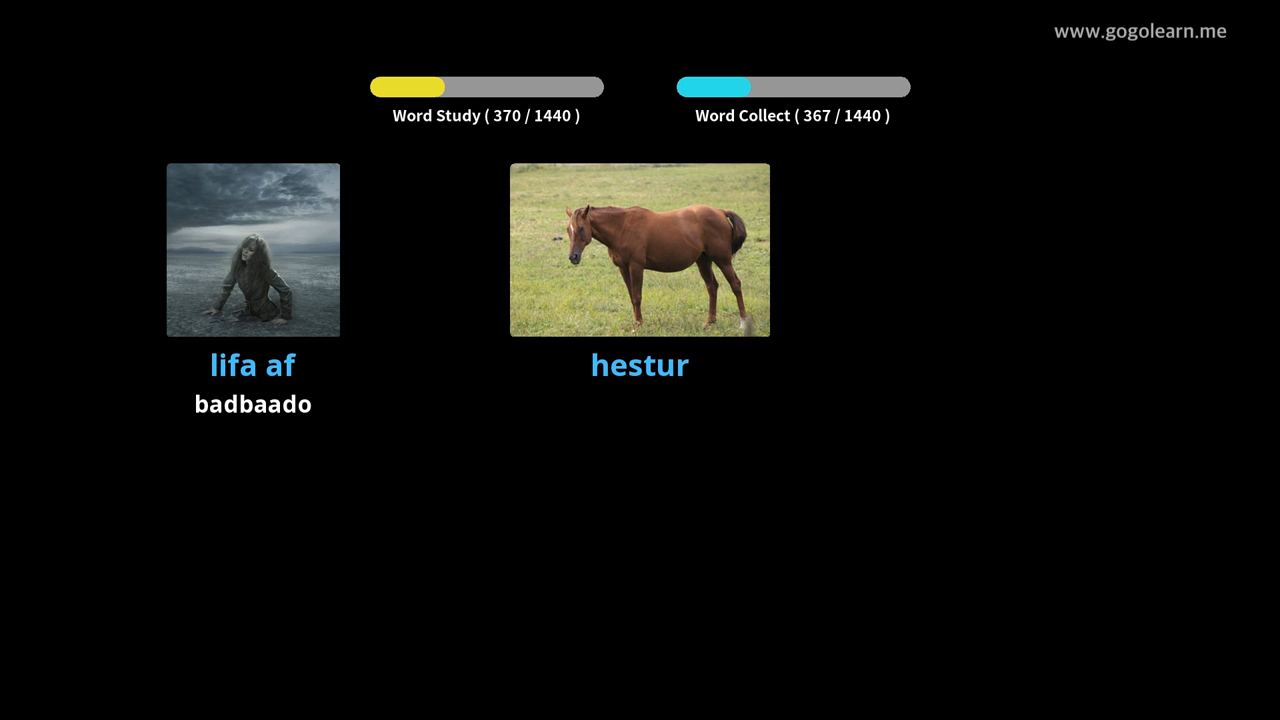 www.gogolearn.me
Word Study ( 370 / 1440 )
Word Collect ( 367 / 1440 )
lifa af
badbaado
hestur